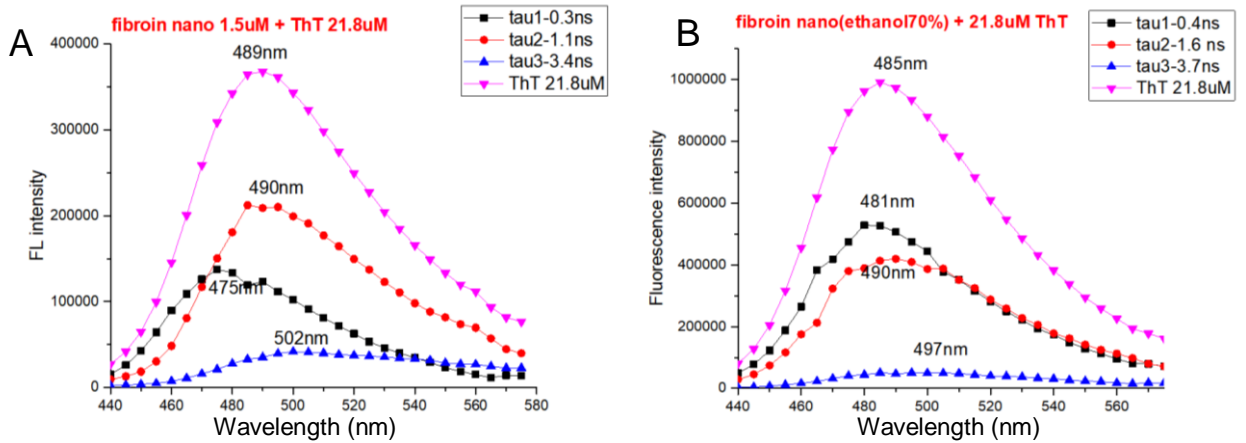 A
fibroin nano 1.5uM + ThT 21.8uM
tau1-0.3ns
tau2-1.1ns
tau3-3.4ns
ThT 21.8uM
489nm
490nm
475nm
502nm
FL intensity
400000
300000
200000
100000
0
440 460 480 500 520 540 560 580
Wavelength (nm)
B
fibroin nano(ethanol70%) + 21.8uM ThT
tau1-0.4ns
tau2-1.6 ns
tau3-3.7ns
ThT 21.8uM
485nm
481nm
490nm
497nm
Fluorescence intensity
1000000
800000
600000
400000
200000
0
440 460 480 500 520 540 560
Wavelength (nm)